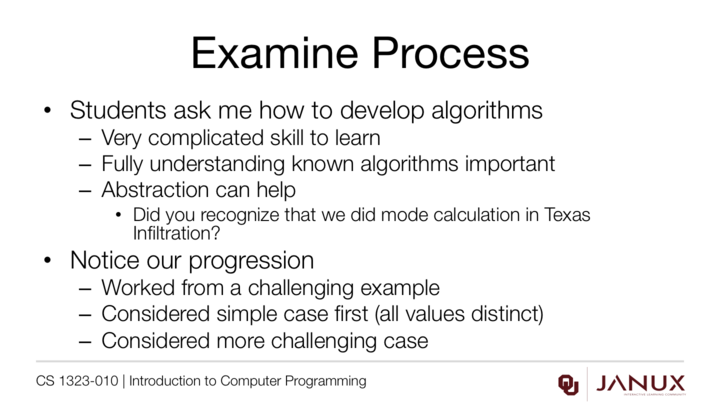 Examine Process
• Students ask me how to develop algorithms
– Very complicated skill to learn
– Fully understanding known algorithms important
– Abstraction can help
• Did you recognize that we did mode calculation in Texas
Infiltration?
• Notice our progression
– Worked from a challenging example
– Considered simple case first (all values distinct)
– Considered more challenging case
CS 1323-010 | Introduction to Computer Programming
OU JANUX
INTERACTIVE LEARNING COMMUNITY